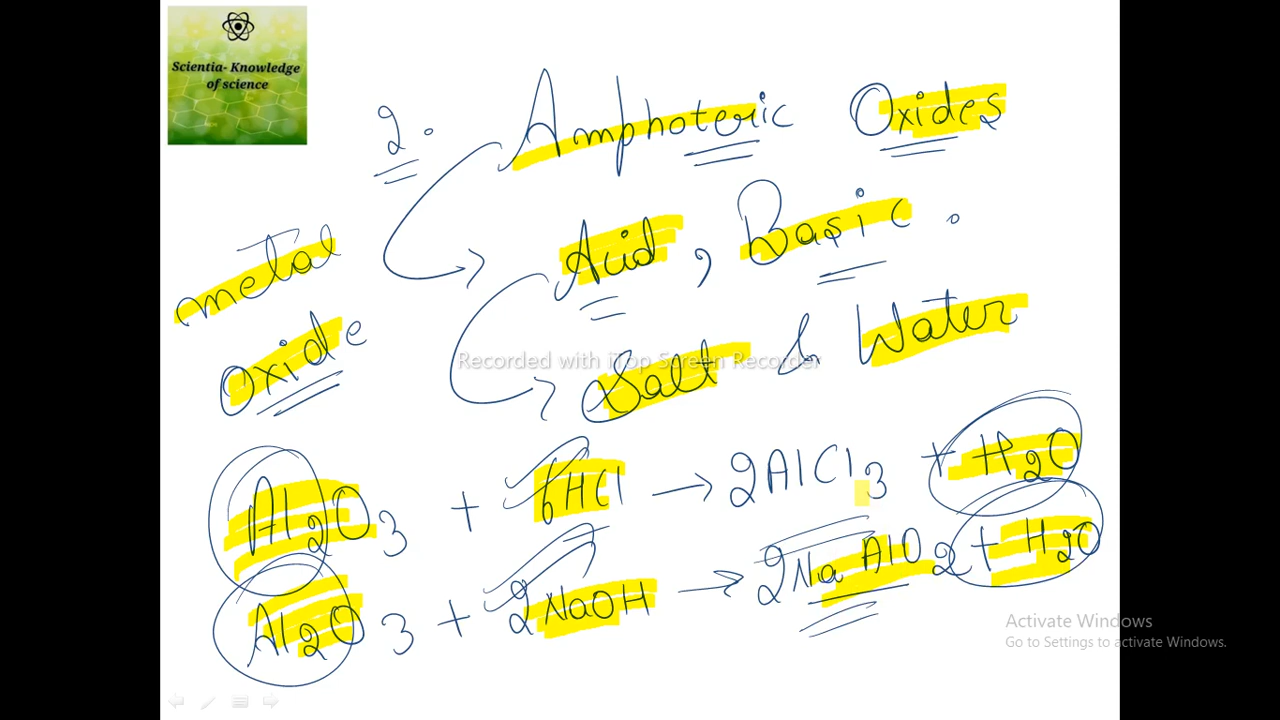 Scientia- Knowledge
of science
2. Amphoteric Oxides
Acid, Basic.
metal
oxide
Salt & Water
Recorded with iTop Screen Recorder
Al2O3 + 6HCl → 2AlCl3 + H2O
Al2O3 + 2NaOH → 2NaAlO2 + H2O
Activate Windows
Go to Settings to activate Windows.